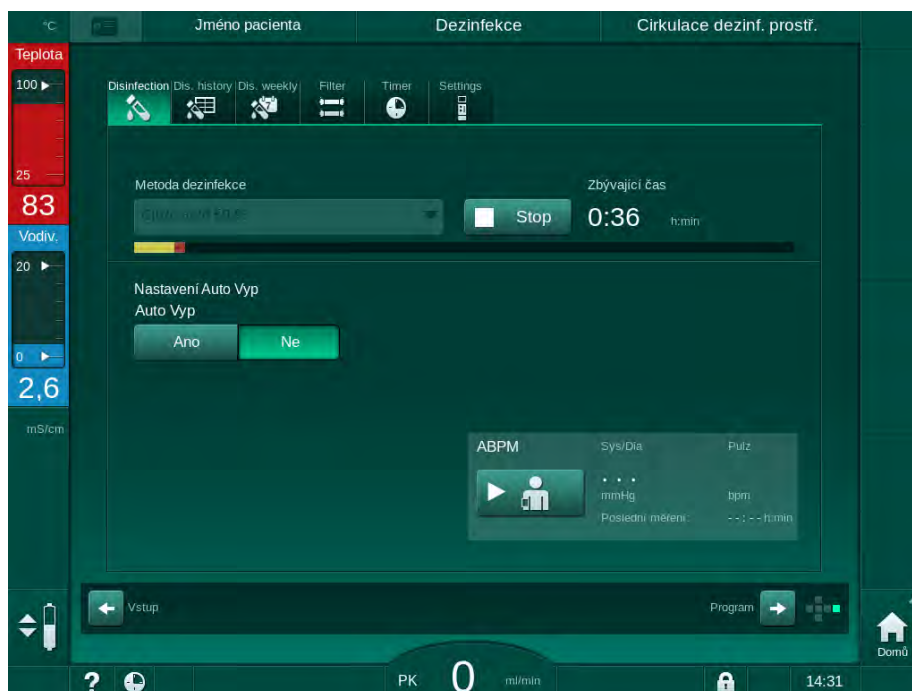 °C
Jméno pacienta
Dezinfekce
Cirkulace dezinf. prostř.
Teplota
100
25
83
Vodiv.
20
0
2,6
mS/cm
Disinfection Dis. history Dis. weekly Filter Timer Settings
7
Metoda dezinfekce
Zbývající čas
Stop
0:36 h:min
Nastavení Auto Vyp
Auto Vyp
Ano Ne
ABPM Sys/Dia Pulz
. . .
mmHg bpm
Poslední měření: --:-- h:min
Vstup
Program
Domů
? PK 0 ml/min 14:31